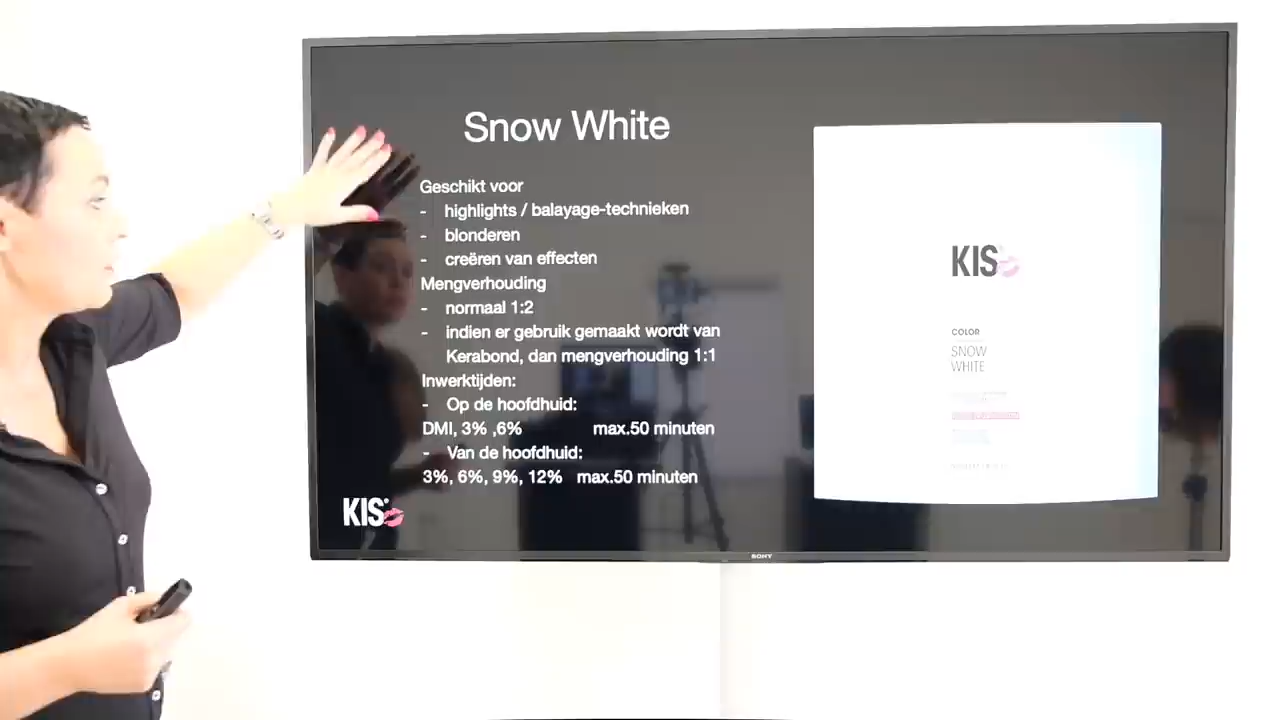 Snow White
Geschikt voor
- highlights / balayage-technieken
- blonderen
- creëren van effecten
Mengverhouding
- normaal 1:2
- indien er gebruik gemaakt wordt van
Kerabond, dan mengverhouding 1:1
Inwerktijden:
- Op de hoofdhuid:
DMI, 3% ,6% max.50 minuten
- Van de hoofdhuid:
3%, 6%, 9%, 12% max.50 minuten
KIS
KIS
COLOR
SNOW
WHITE
SONY